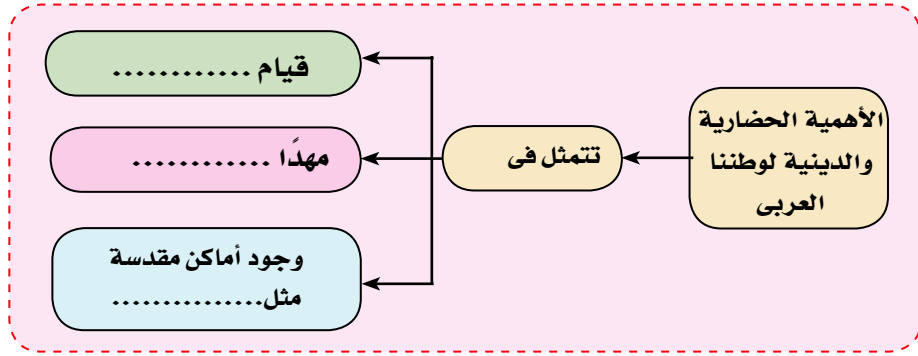 الأهمية الحضارية
والدينية لوطننا
العربى
تتمثل فى
قيام ............
مهدًا ............
وجود أماكن مقدسة
مثل...............